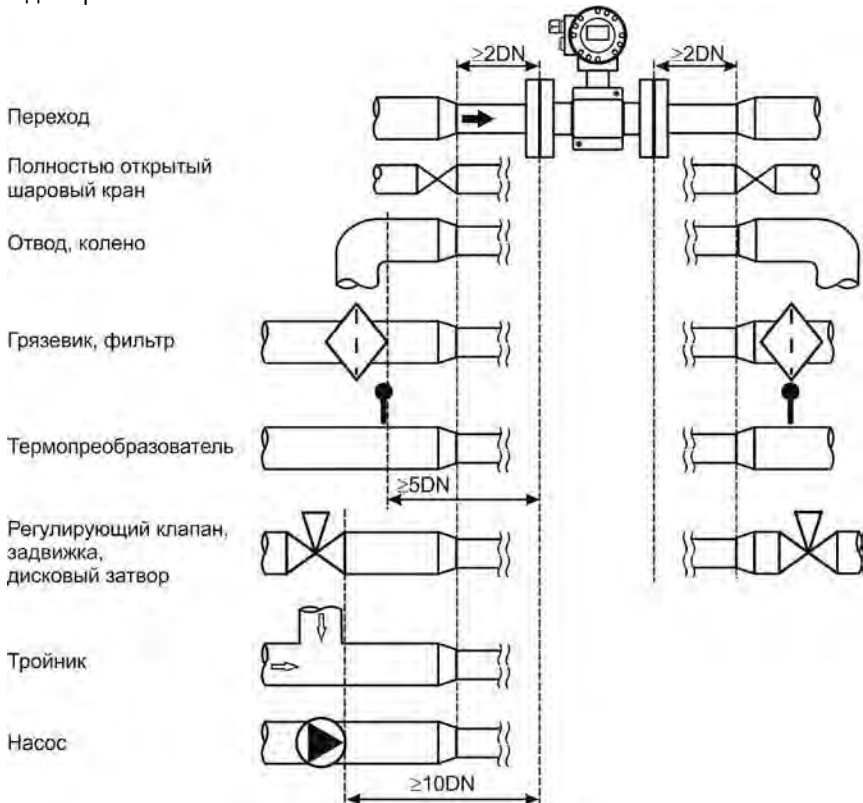 ≥2DN
≥2DN
Переход
Полностью открытый
шаровый кран
Отвод, колено
Грязевик, фильтр
Термопреобразователь
≥5DN
Регулирующий клапан,
задвижка,
дисковый затвор
Тройник
Насос
≥10DN